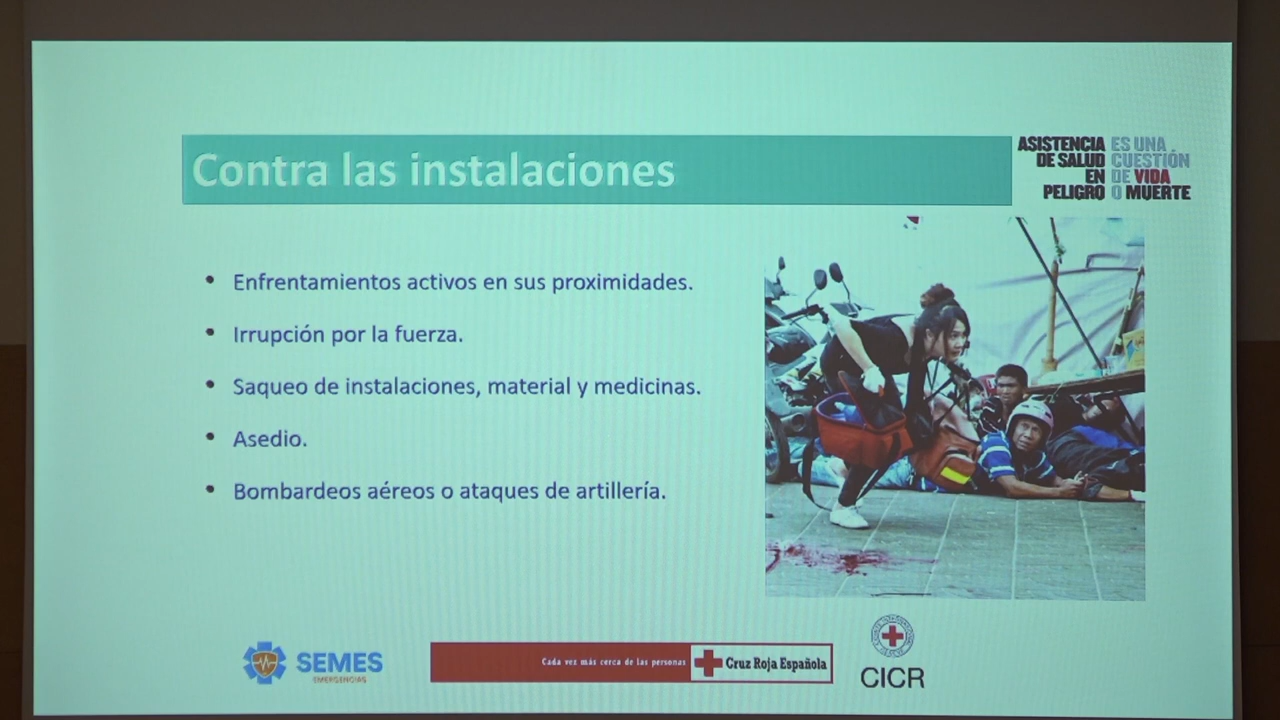 Contra las instalaciones
ASISTENCIA ES UNA
DE SALUD CUESTIÓN
EN DE VIDA
PELIGRO O MUERTE
• Enfrentamientos activos en sus proximidades.
• Irrupción por la fuerza.
• Saqueo de instalaciones, material y medicinas.
• Asedio.
• Bombardeos aéreos o ataques de artillería.
SEMES
EMERGENCIAS
Cada vez más cerca de las personas
Cruz Roja Española
CICR